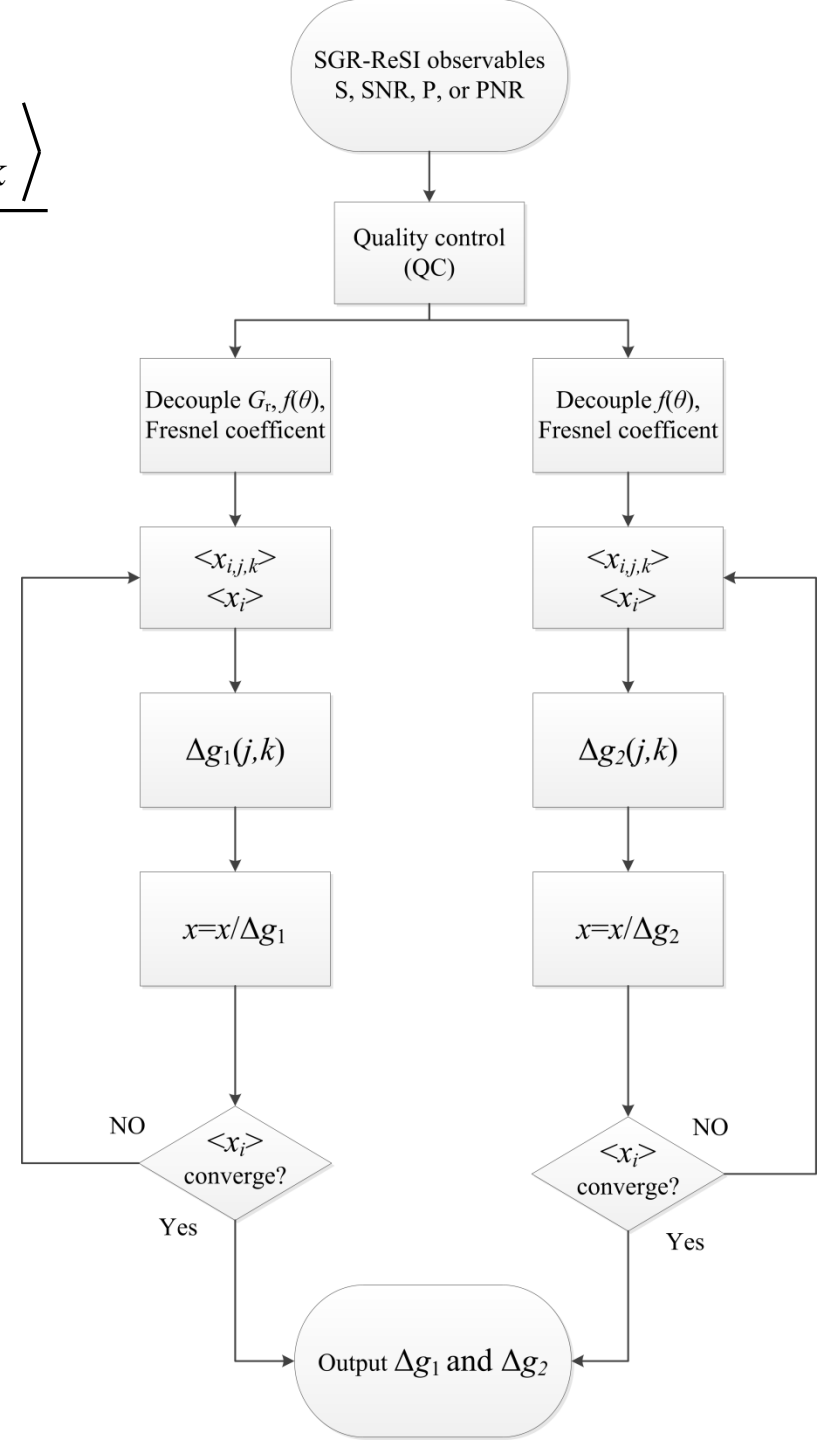 SGR-ReSI observables
S, SNR, P, or PNR
k ⟩
Quality control
(QC)
Decouple Gr, f(θ),
Fresnel coefficent
Decouple f(θ),
Fresnel coefficent
<xi,j,k>
<xi>
<xi,j,k>
<xi>
Δg1(j,k)
Δg2(j,k)
x=x/Δg1
x=x/Δg2
NO
<xi>
converge?
Yes
NO
<xi>
converge?
Yes
Output Δg1 and Δg2